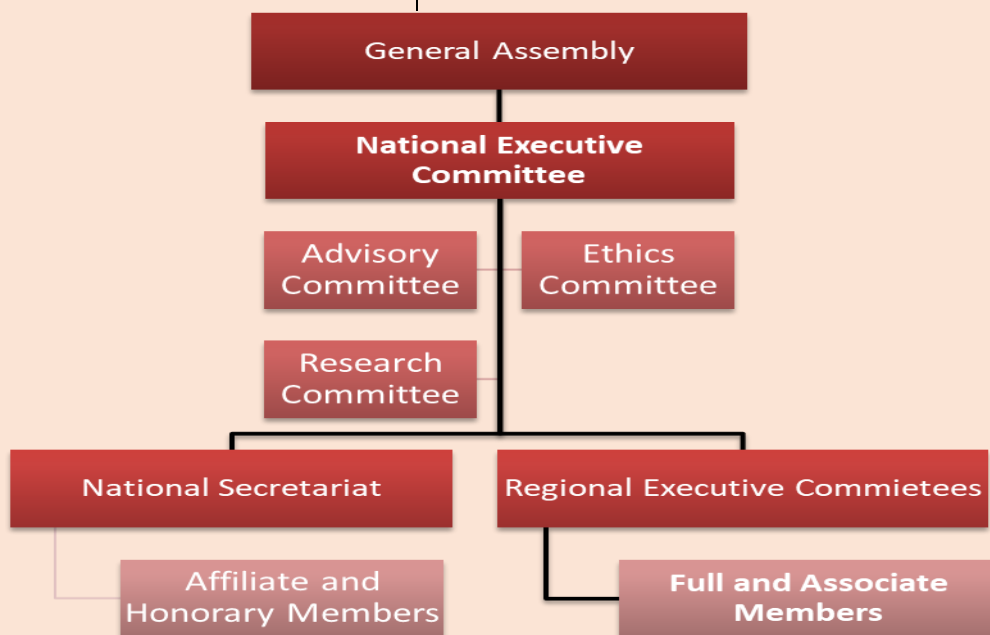 General Assembly
National Executive
Committee
Advisory
Committee
Ethics
Committee
Research
Committee
National Secretariat
Regional Executive Commietees
Affiliate and
Honorary Members
Full and Associate
Members